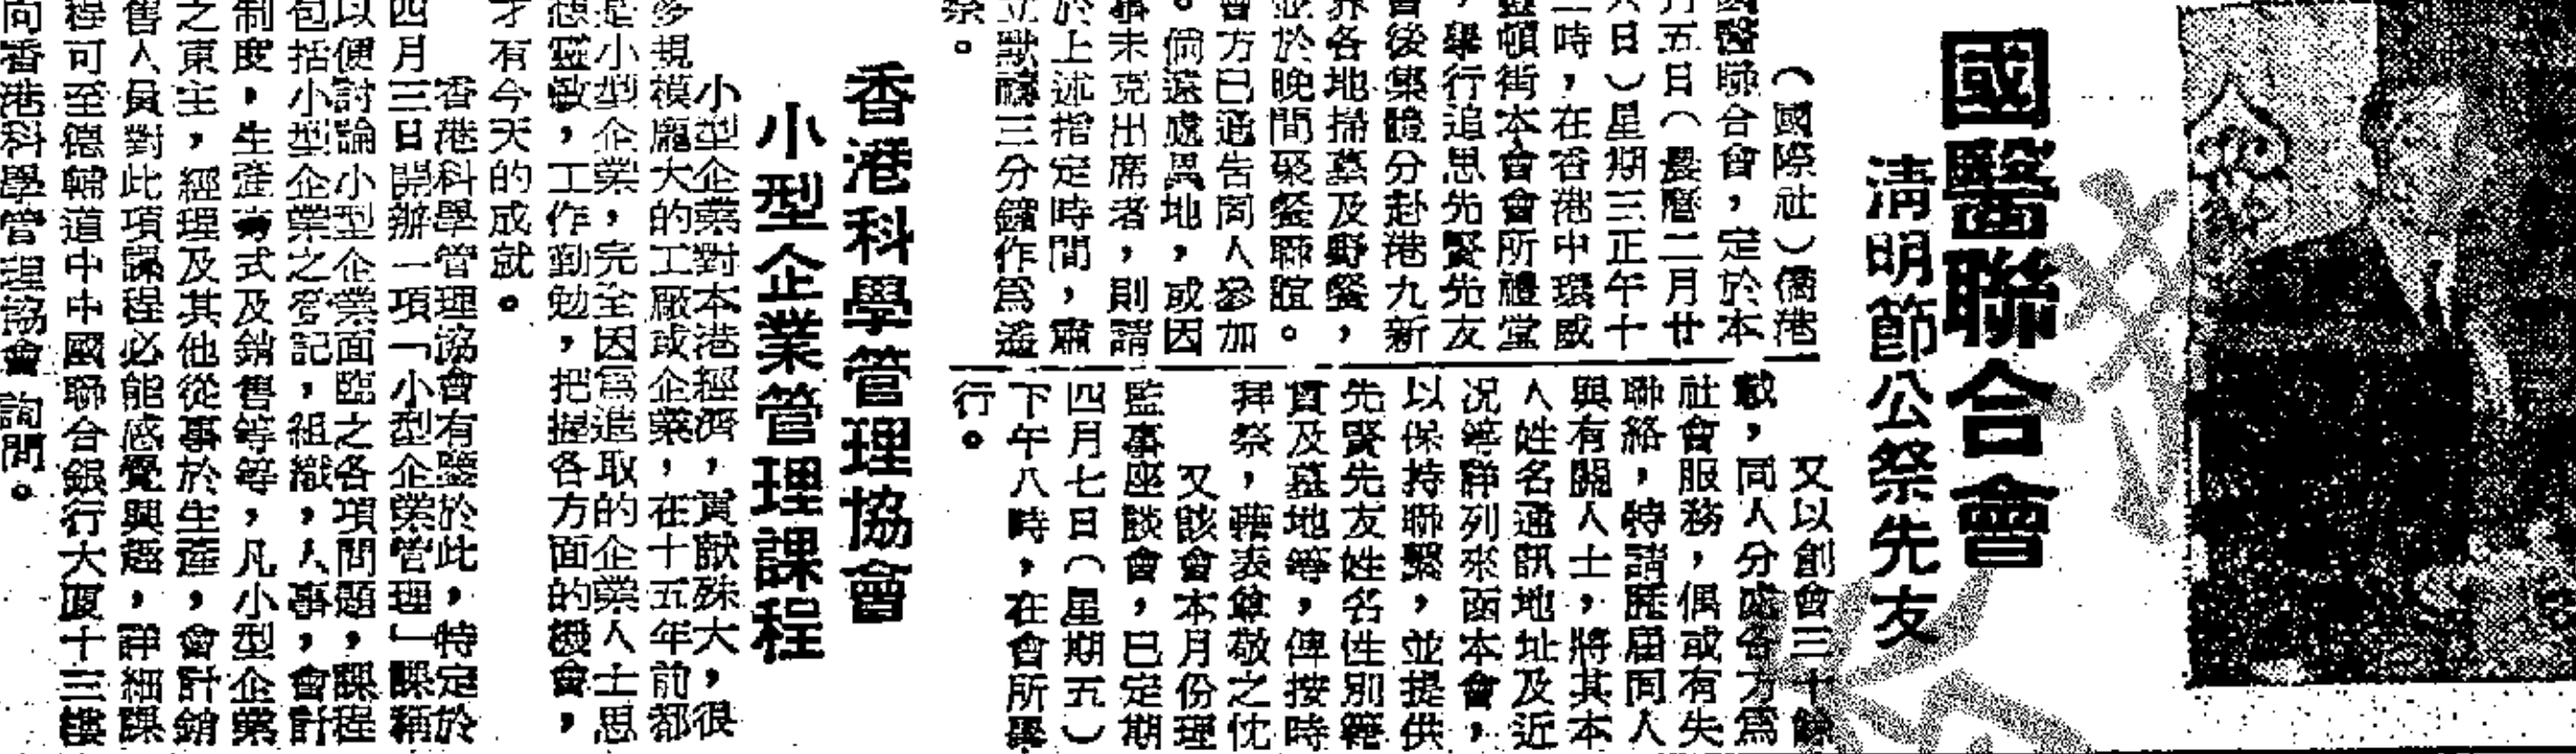 國醫聯合會
清明節公祭先友
（國際社）僑港
國醫聯合會，定於本
月五日（農曆二月廿
六日）星期三正午十
二時，在香港中環威
靈頓街本會會所禮堂
，舉行追思先賢先友
會後集體分赴港九新
界各地掃墓及野餐，
並於晚間聚餐聯誼。
會方已通告同人參加
。倘遠處異地，或因
事未克出席者，則請
於上述指定時間，肅
立默禱三分鐘作為遙
祭。
又以創會三十餘
載，同人分處各方為
社會服務，偶或有失
聯絡，特請歷屆同人
與有關人士，將其本
人姓名通訊地址及近
況等詳列來函本會，
以保持聯繫，並提供
先賢先友姓名性別籍
貫及墓地等，俾按時
拜祭，藉表崇敬之忱
又該會本月份理
監事座談會，已定期
四月七日（星期五）
下午八時，在會所舉
行。
香港科學管理協會
小型企業管理課程
小型企業對本港經濟，貢獻殊大，很
多規模龐大的工廠或企業，在十五年前都
是小型企業，完全因為進取的企業人士思
想靈敏，工作勤勉，把握各方面的機會，
才有今天的成就。
香港科學管理協會有鑒於此，特定於
四月三日開辦一項「小型企業管理」課程
以便討論小型企業面臨之各項問題，課程
包括小型企業之登記，組織，人事，會計
制度，生產方式及銷售等等，凡小型企業
之東主，經理及其他從事於生產，會計銷
售人員對此項課程必能感覺興趣，詳細課
程可至德輔道中中國聯合銀行大廈十三樓
向香港科學管理協會詢問。